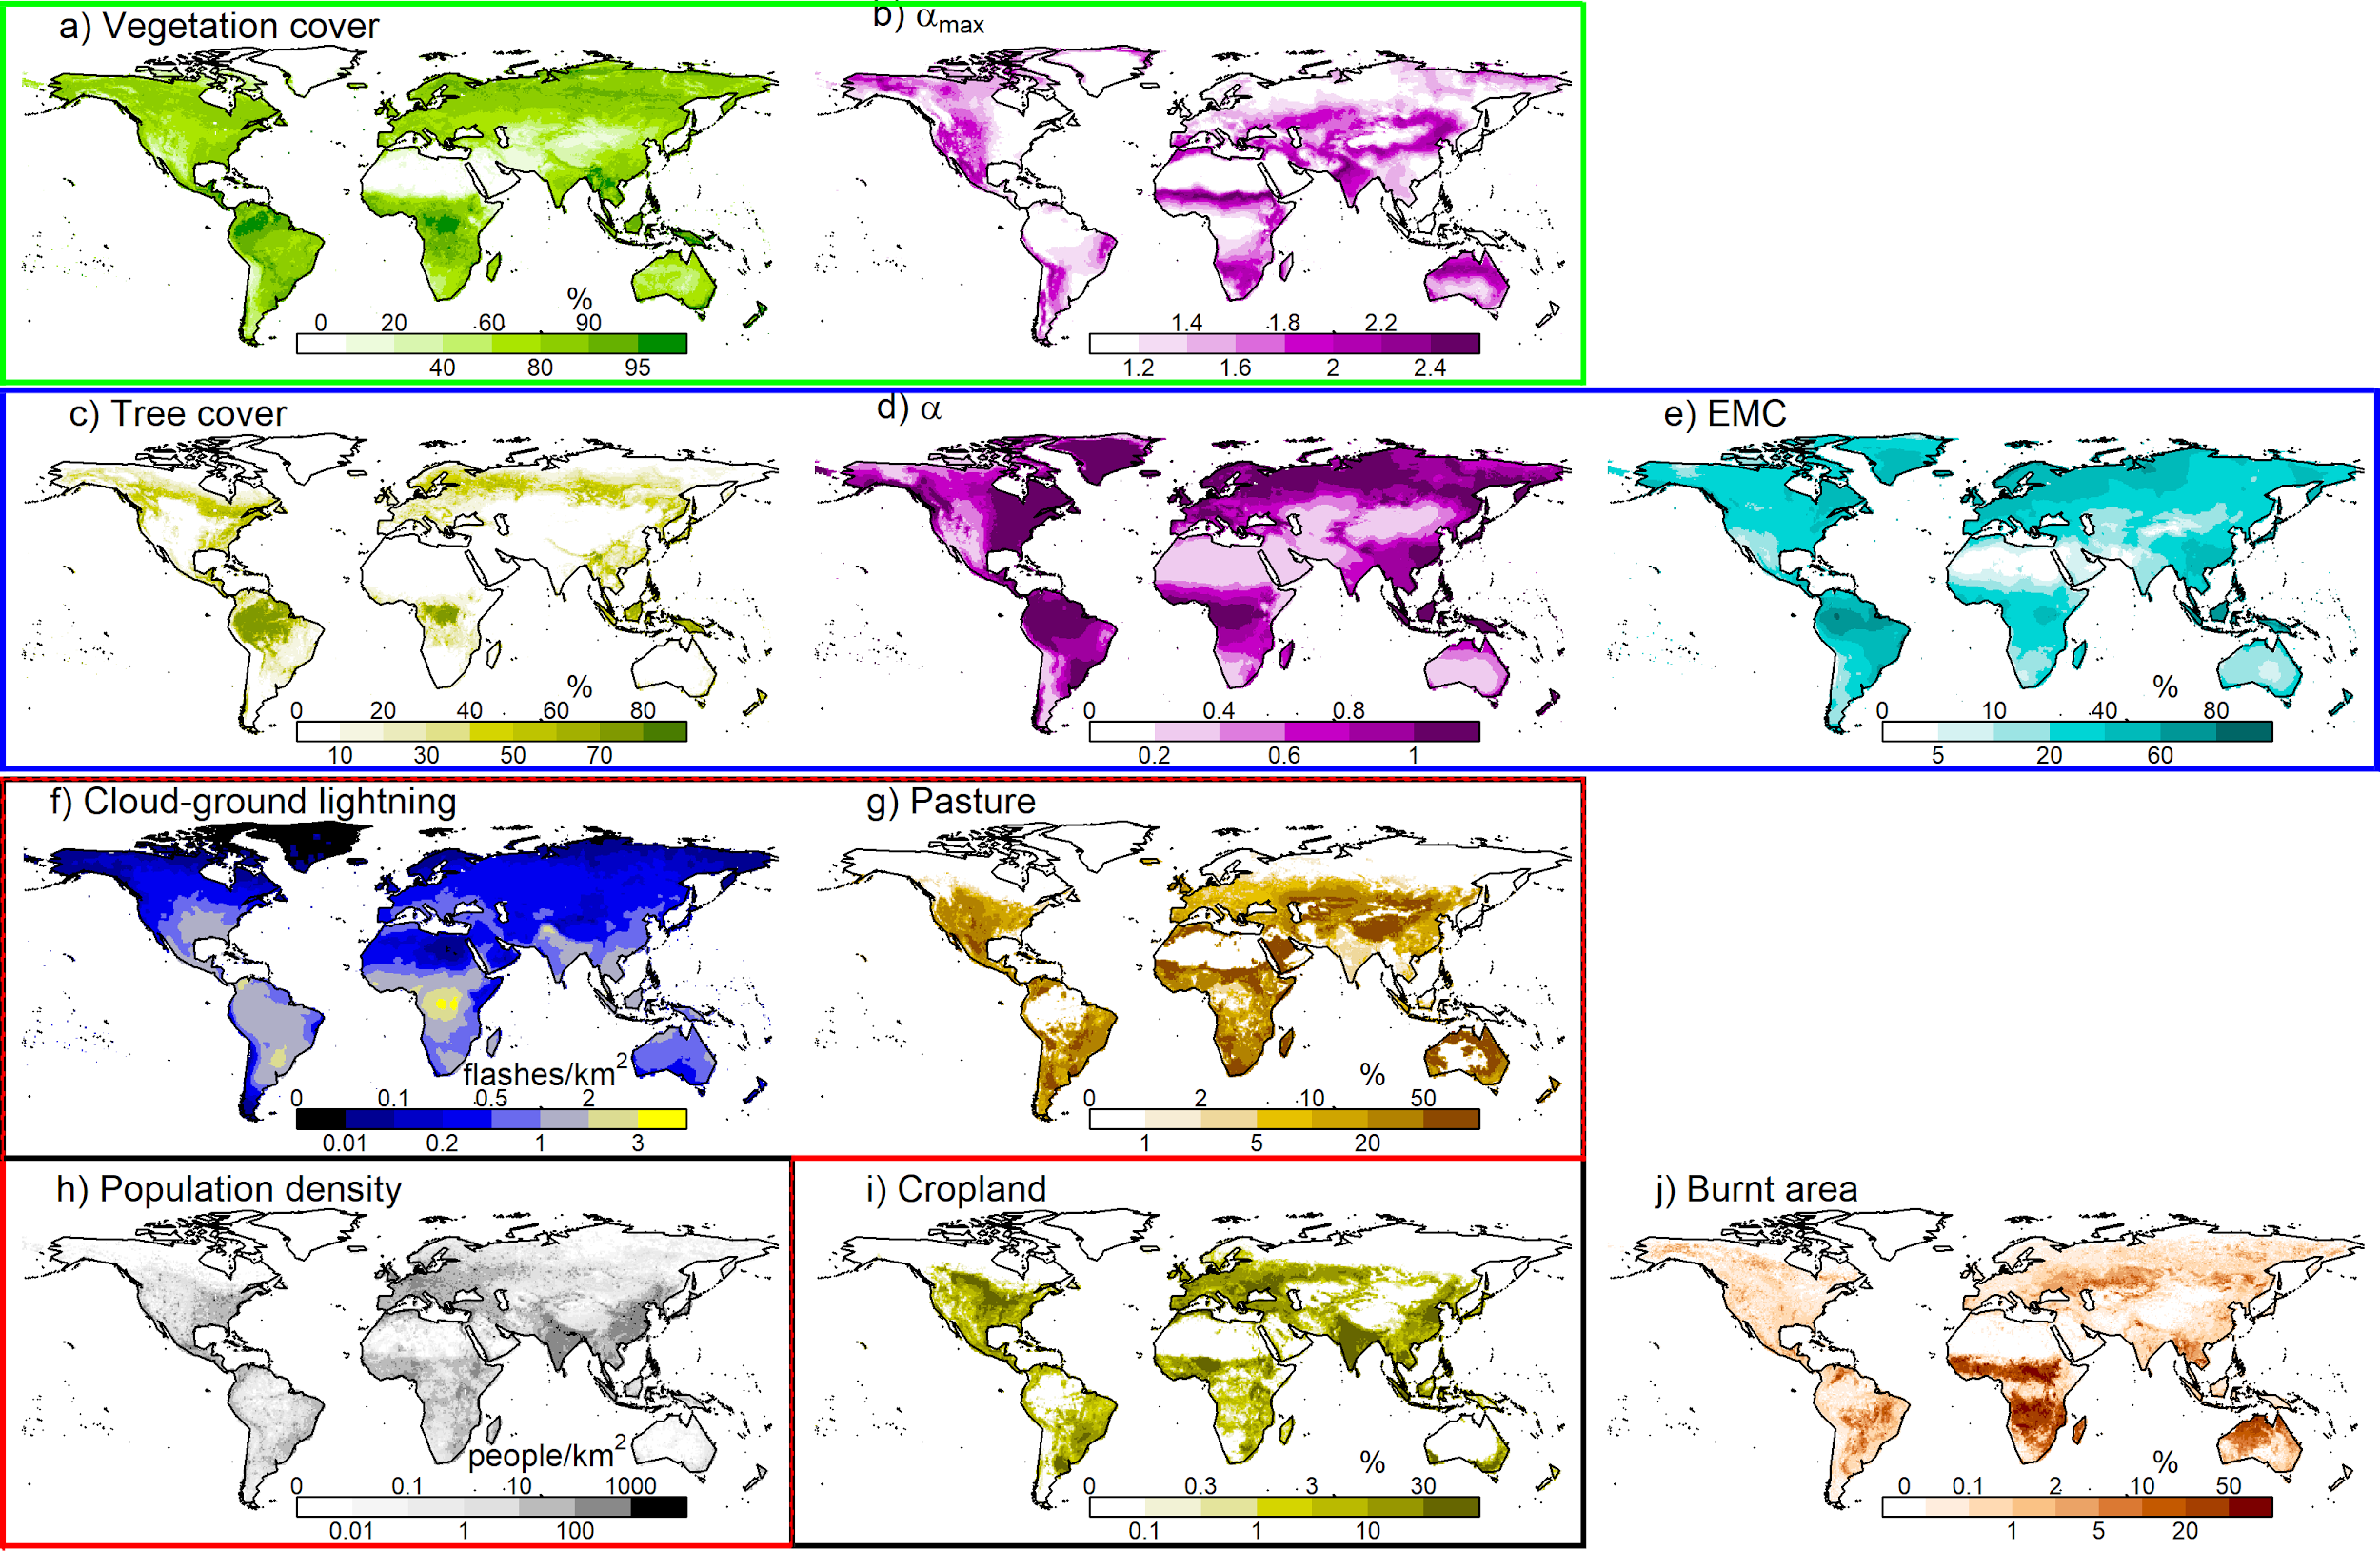 a) Vegetation cover
b) αmax
%
0 20 60 90
40 80 95
1.4 1.8 2.2
1.2 1.6 2 2.4
c) Tree cover
d) α
e) EMC
%
0 20 40 60 80
10 30 50 70
0 0.4 0.8
0.2 0.6 1
%
0 10 40 80
5 20 60
f) Cloud-ground lightning
g) Pasture
flashes/km2
0 0.1 0.5 2
0.01 0.2 1 3
%
0 2 10 50
1 5 20
h) Population density
i) Cropland
j) Burnt area
people/km2
0 0.1 10 1000
0.01 1 100
%
0 0.3 3 30
0.1 1 10
%
0 0.1 2 10 50
1 5 20